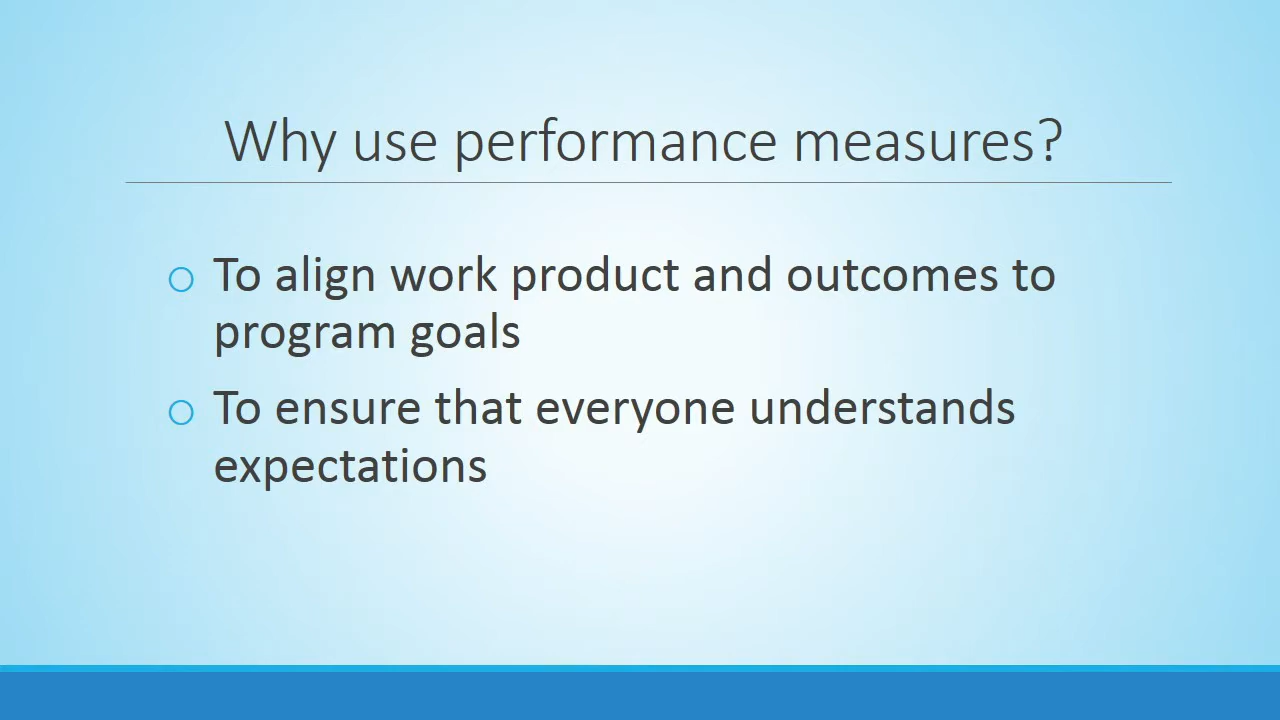 Why use performance measures?
o To align work product and outcomes to
program goals
o To ensure that everyone understands
expectations